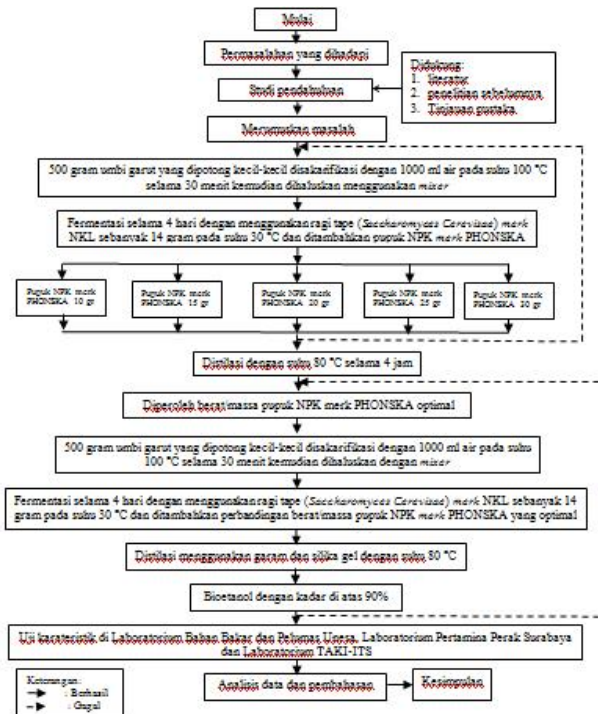 Mulai
Permasalahan yang dihadapi
Studi pendahuluan
Didukung:
1. literatur
2. penelitian sebelumnya
3. Tinjauan pustaka
Merumuskan masalah
500 gram umbi garut yang dipotong kecil-kecil disakarifikasi dengan 1000 ml air pada suhu 100 °C
selama 30 menit kemudian dihaluskan menggunakan mixer
Fermentasi selama 4 hari dengan menggunakan ragi tape (Saccharomyces Cerevisae) merk
NKL sebanyak 14 gram pada suhu 30 °C dan ditambahkan pupuk NPK merk PHONSKA
Pupuk NPK merk
PHONSKA 10 gr
Pupuk NPK merk
PHONSKA 15 gr
Pupuk NPK merk
PHONSKA 20 gr
Pupuk NPK merk
PHONSKA 25 gr
Pupuk NPK merk
PHONSKA 30 gr
Distilasi dengan suhu 80 °C selama 4 jam
Diperoleh berat/massa pupuk NPK merk PHONSKA optimal
500 gram umbi garut yang dipotong kecil-kecil disakarifikasi dengan 1000 ml air pada suhu
100 °C selama 30 menit kemudian dihaluskan dengan mixer
Fermentasi selama 4 hari dengan menggunakan ragi tape (Saccharomyces Cerevisae) merk NKL sebanyak 14
gram pada suhu 30 °C dan ditambahkan perbandingan berat/massa pupuk NPK merk PHONSKA yang optimal
Distilasi menggunakan garam dan silika gel dengan suhu 80 °C
Bioetanol dengan kadar di atas 90%
Uji karateristik di Laboratorium Bahan Bakar dan Pelumas Unesa, Laboratorium Pertamina Perak Surabaya
dan Laboratorium TAKI-ITS
Analisis data dan pembahasan
Kesimpulan
Keterangan:
: Berhasil
: Gagal